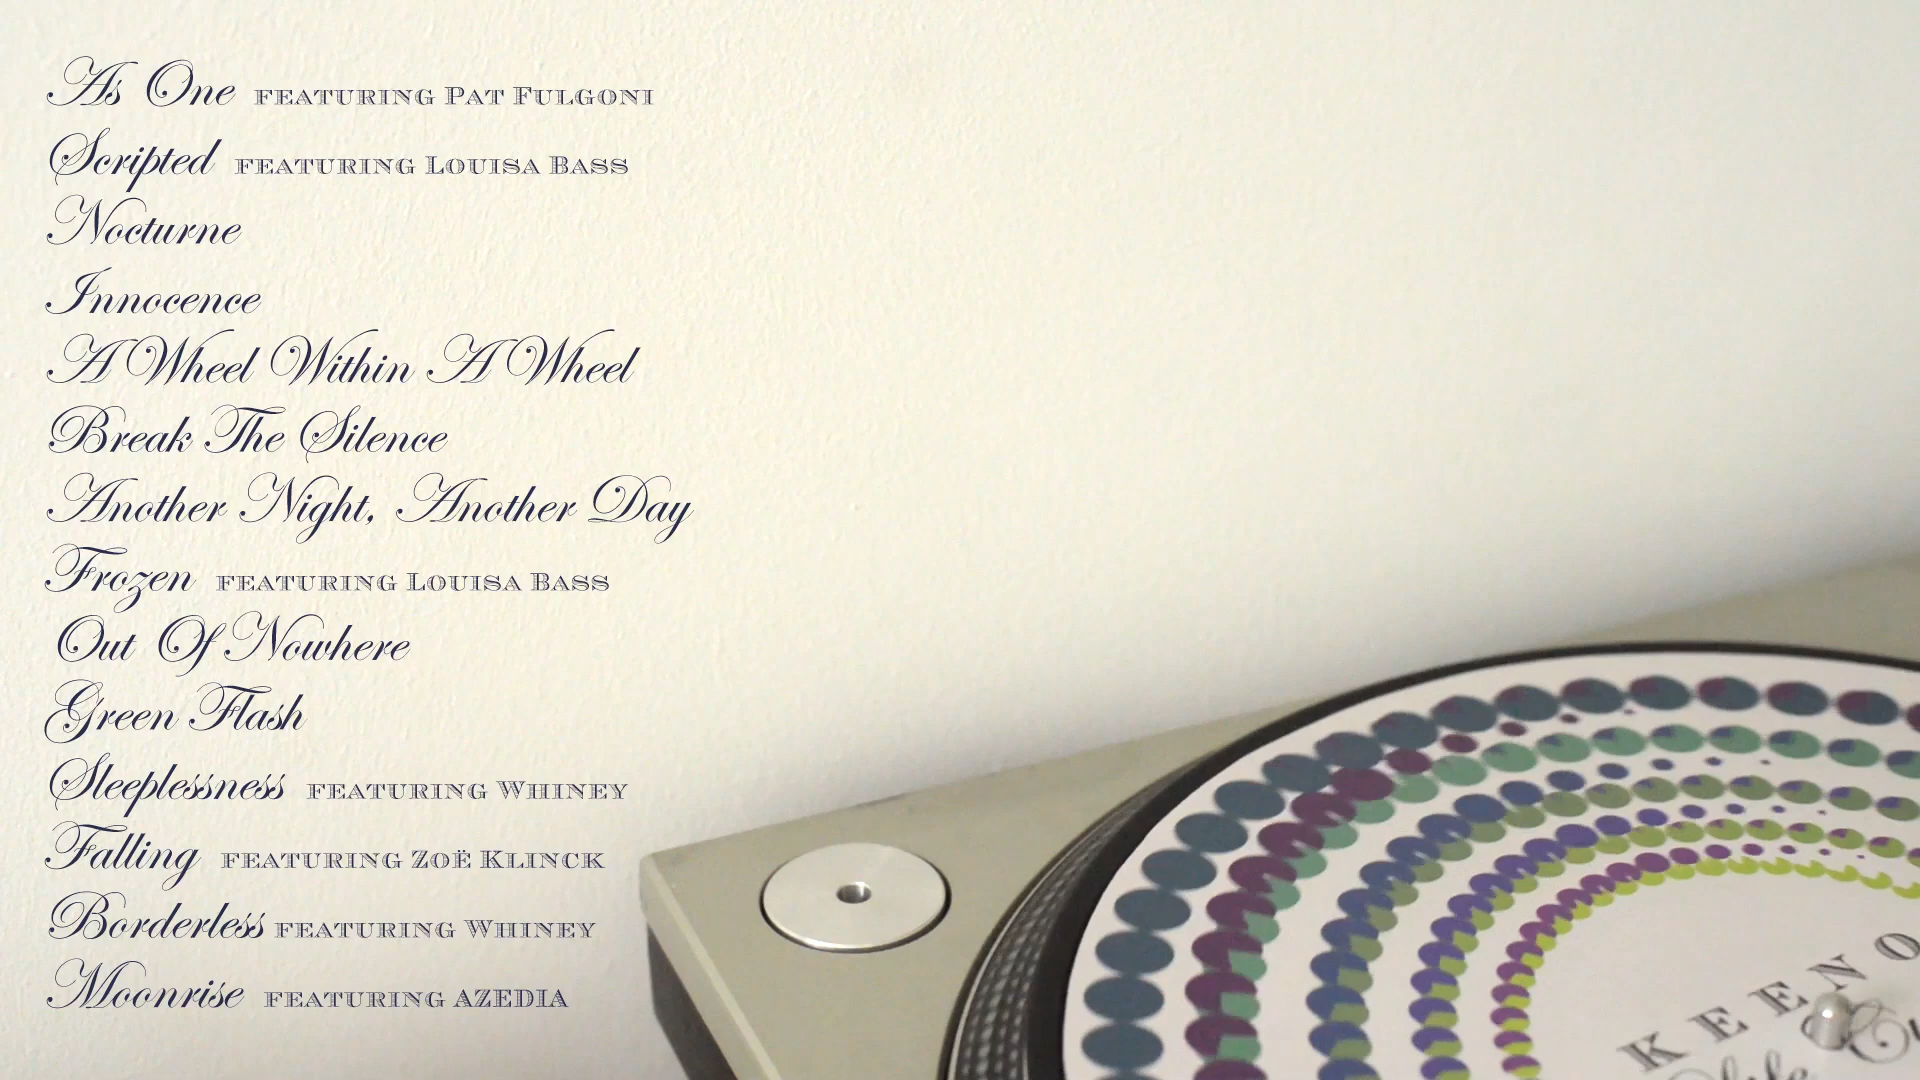 As One FEATURING PAT FULGONI
Scripted FEATURING LOUISA BASS
Nocturne
Innocence
A Wheel Within A Wheel
Break The Silence
Another Night, Another Day
Frozen FEATURING LOUISA BASS
Out Of Nowhere
Green Flash
Sleeplessness FEATURING WHINEY
Falling FEATURING ZOË KLINCK
Borderless FEATURING WHINEY
Moonrise FEATURING AZEDIA
KEENO